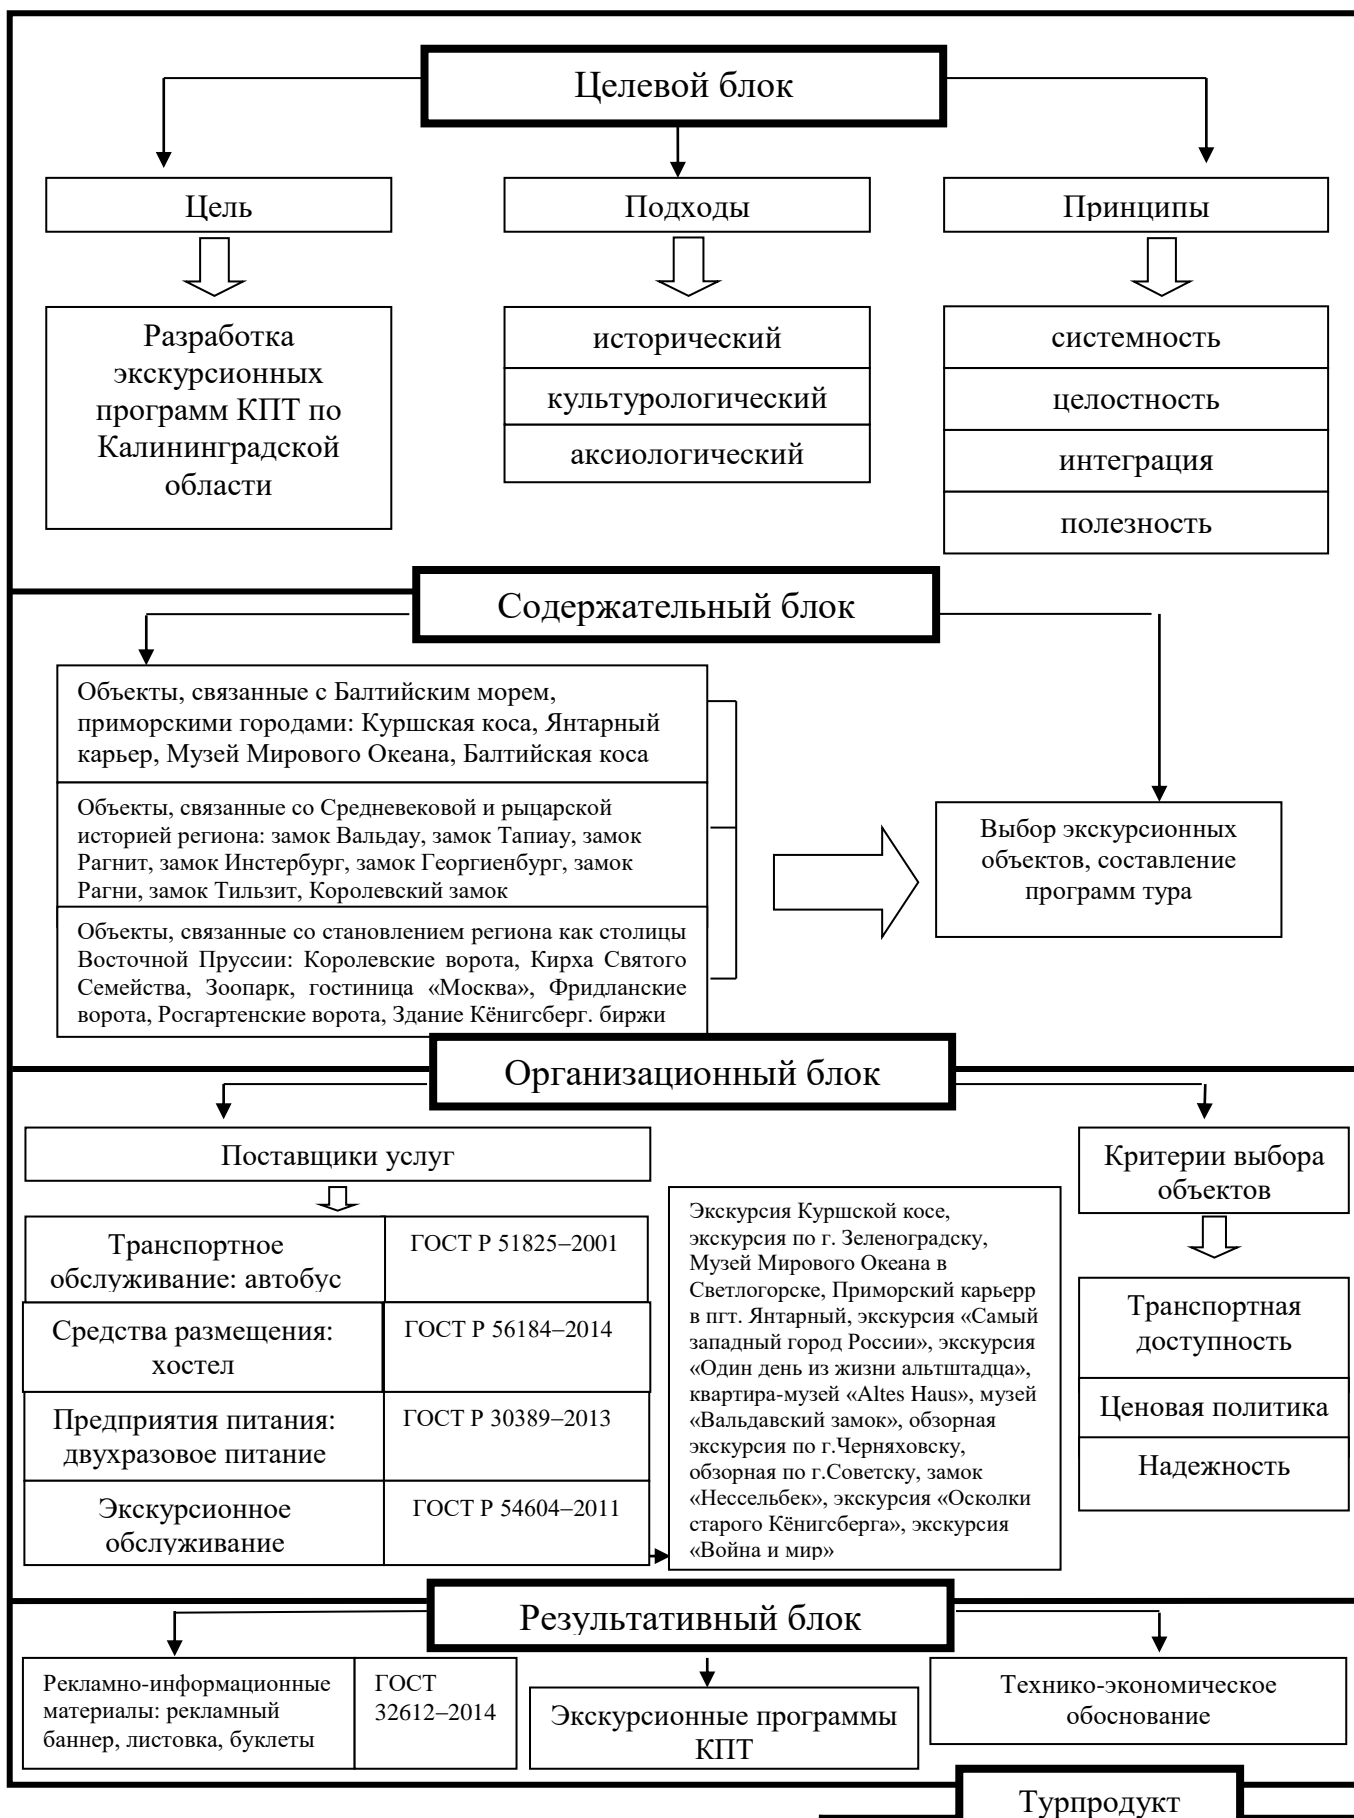 Целевой блок
Цель
Подходы
Принципы
Разработка
экскурсионных
программ КПТ по
Калининградской
области
исторический
культурологический
аксиологический
системность
целостность
интеграция
полезность
Содержательный блок
Объекты, связанные с Балтийским морем,
приморскими городами: Куршская коса, Янтарный
карьер, Музей Мирового Океана, Балтийская коса
Объекты, связанные со Средневековой и рыцарской
историей региона: замок Вальдау, замок Тапиау, замок
Рагнит, замок Инстербург, замок Георгиенбург, замок
Рагни, замок Тильзит, Королевский замок
Объекты, связанные со становлением региона как столицы
Восточной Пруссии: Королевские ворота, Кирха Святого
Семейства, Зоопарк, гостиница «Москва», Фридланские
ворота, Росгартенские ворота, Здание Кёнигсберг. биржи
Выбор экскурсионных
объектов, составление
программ тура
Организационный блок
Поставщики услуг
Транспортное
обслуживание: автобус
ГОСТ Р 51825–2001
Средства размещения:
хостел
ГОСТ Р 56184–2014
Предприятия питания:
двухразовое питание
ГОСТ Р 30389–2013
Экскурсионное
обслуживание
ГОСТ Р 54604–2011
Экскурсия Куршской косе,
экскурсия по г. Зеленоградску,
Музей Мирового Океана в
Светлогорске, Приморский карьерр
в пгт. Янтарный, экскурсия «Самый
западный город России», экскурсия
«Один день из жизни альтштадца»,
квартира-музей «Altes Haus», музей
«Вальдавский замок», обзорная
экскурсия по г.Черняховску,
обзорная по г.Советску, замок
«Нессельбек», экскурсия «Осколки
старого Кёнигсберга», экскурсия
«Война и мир»
Критерии выбора
объектов
Транспортная
доступность
Ценовая политика
Надежность
Результативный блок
Рекламно-информационные
материалы: рекламный
баннер, листовка, буклеты
ГОСТ
32612–2014
Экскурсионные программы
КПТ
Технико-экономическое
обоснование
Турпродукт